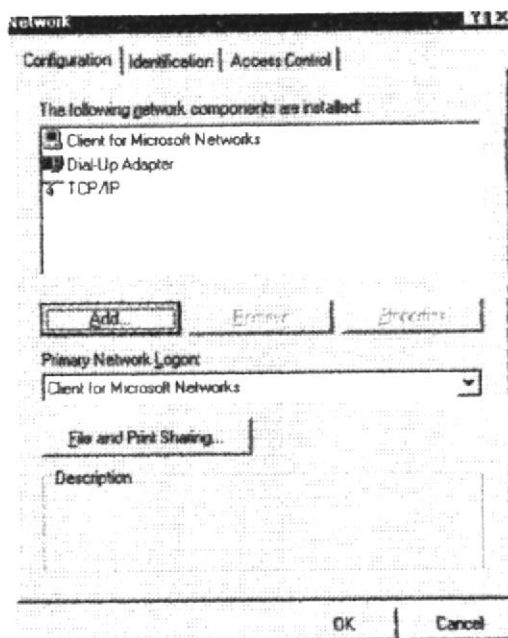 Network
Configuration Identification Access Control
The following network components are installed:
Client for Microsoft Networks
Dial-Up Adapter
TCP/IP
Add... Remove Properties
Primary Network Logon:
Client for Microsoft Networks
File and Print Sharing...
Description
OK Cancel